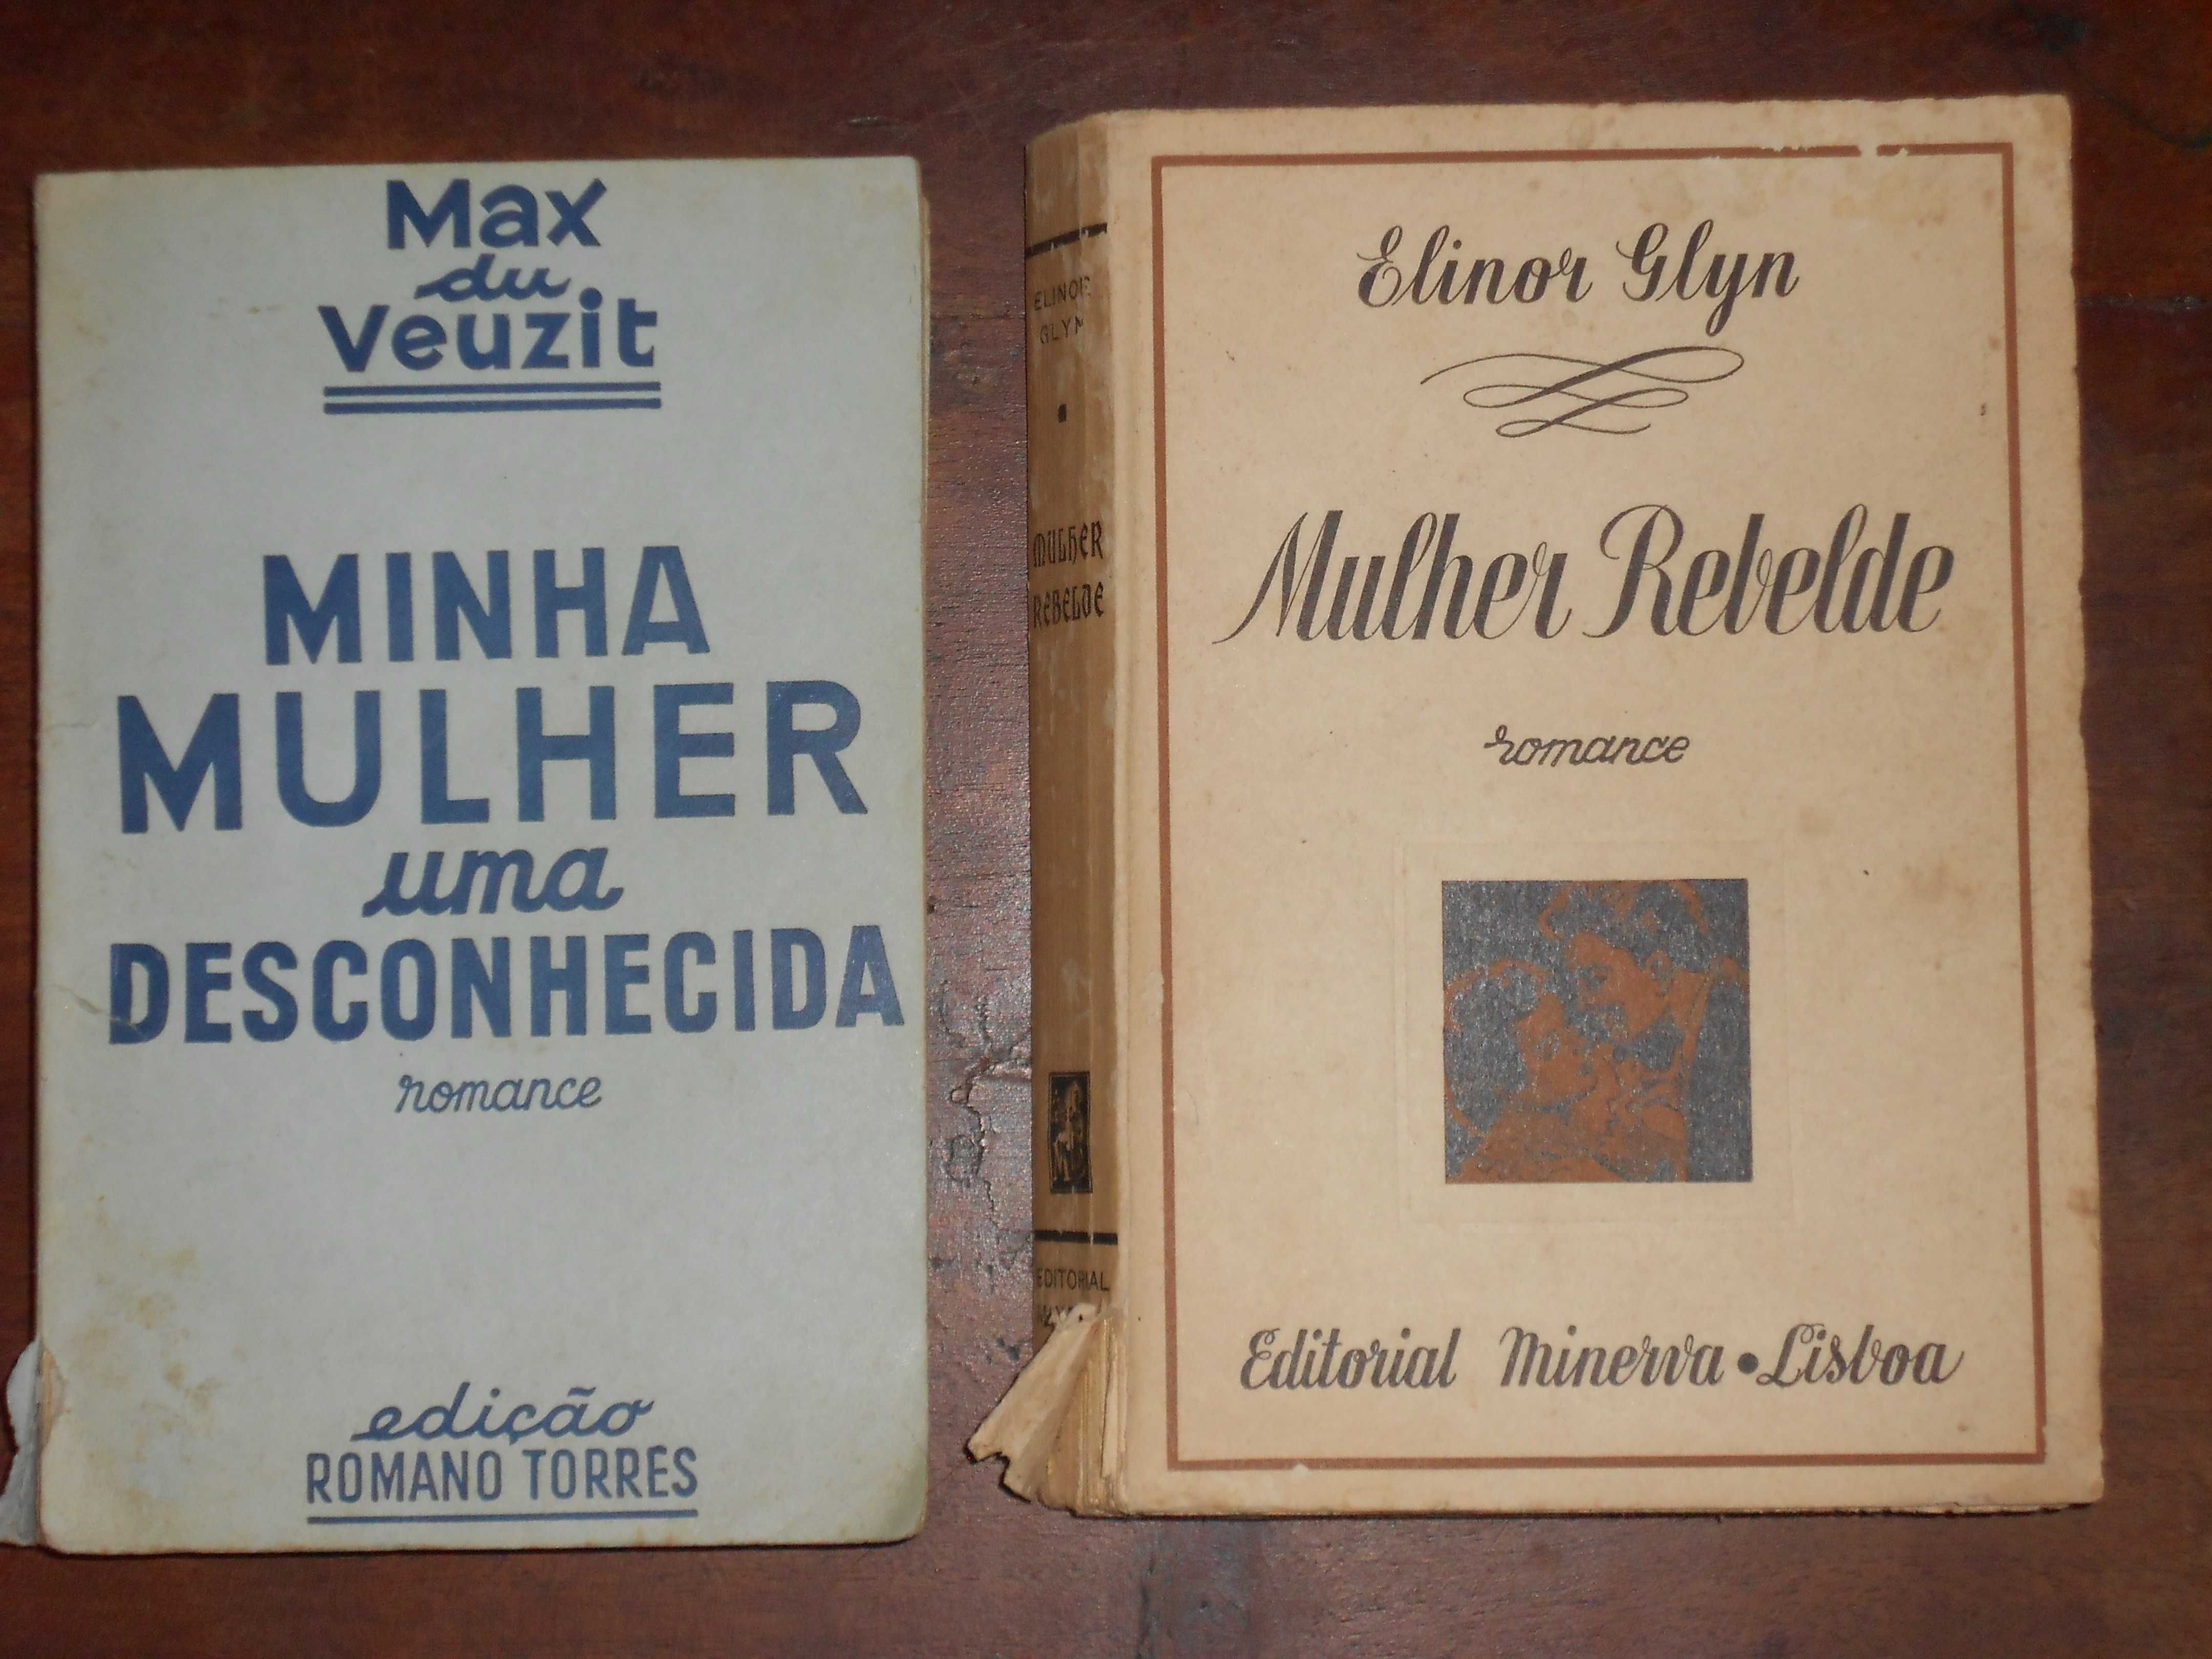 Max
du
Veuzit
MINHA
MULHER
uma
DESCONHECIDA
romance
edição
ROMANO TORRES
ELINOR
GLYN
MULHER
REBELDE
EDITORIAL
Elinor Glyn
Mulher Rebelde
romance
Editorial Minerva • Lisboa